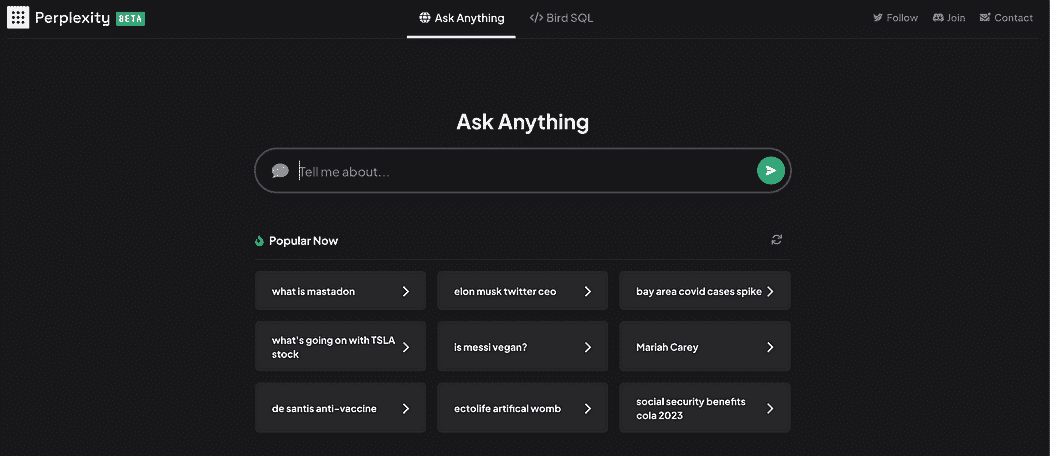 Perplexity BETA
Ask Anything
</> Bird SQL
Follow
Join
Contact
Ask Anything
Tell me about...
Popular Now
what is mastadon
elon musk twitter ceo
bay area covid cases spike
what's going on with TSLA
stock
is messi vegan?
Mariah Carey
de santis anti-vaccine
ectolife artifical womb
social security benefits
cola 2023